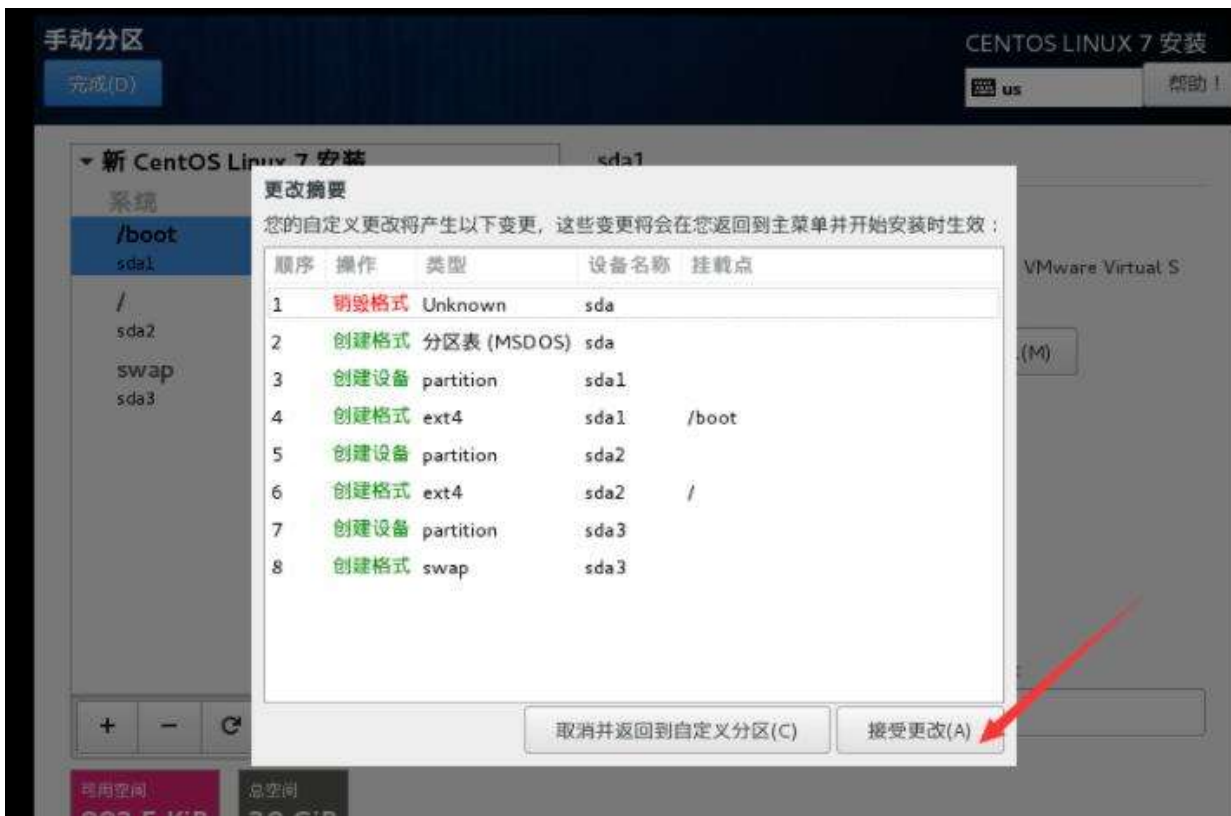 手动分区
CENTOS LINUX 7 安装
完成(D)
us
帮助！
新 CentOS Linux 7 安装
sda1
系统
/boot
sda1
/
sda2
swap
sda3
VMware Virtual S
(M)
更改摘要
您的自定义更改将产生以下变更，这些变更将会在您返回到主菜单并开始安装时生效：
顺序 操作 类型 设备名称 挂载点
1 销毁格式 Unknown sda
2 创建格式 分区表 (MSDOS) sda
3 创建设备 partition sda1
4 创建格式 ext4 sda1 /boot
5 创建设备 partition sda2
6 创建格式 ext4 sda2 /
7 创建设备 partition sda3
8 创建格式 swap sda3
取消并返回到自定义分区(C)
接受更改(A)
+ − 
可用空间
总空间